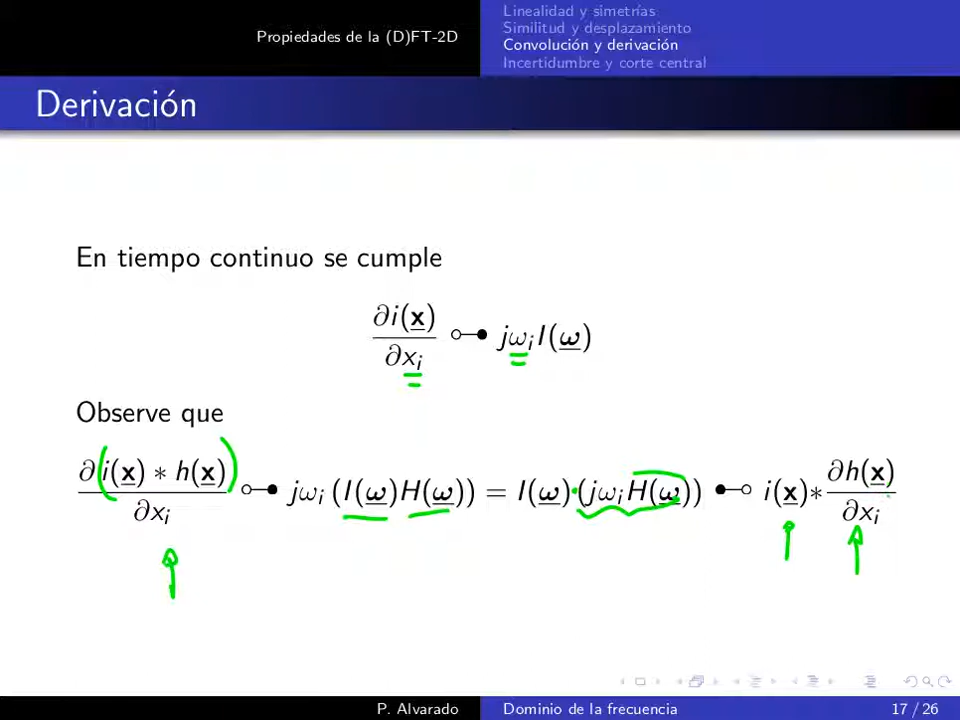 Propiedades de la (D)FT-2D
Linealidad y simetrías
Similitud y desplazamiento
Convolución y derivación
Incertidumbre y corte central
Derivación
En tiempo continuo se cumple
∂i(x)/∂x_i ○─● jω_i I(ω)
Observe que
∂(i(x) ∗ h(x))/∂x_i ○─● jω_i (I(ω)H(ω)) = I(ω)·(jω_i H(ω)) ●─○ i(x)∗ ∂h(x)/∂x_i
P. Alvarado
Dominio de la frecuencia
17 / 26